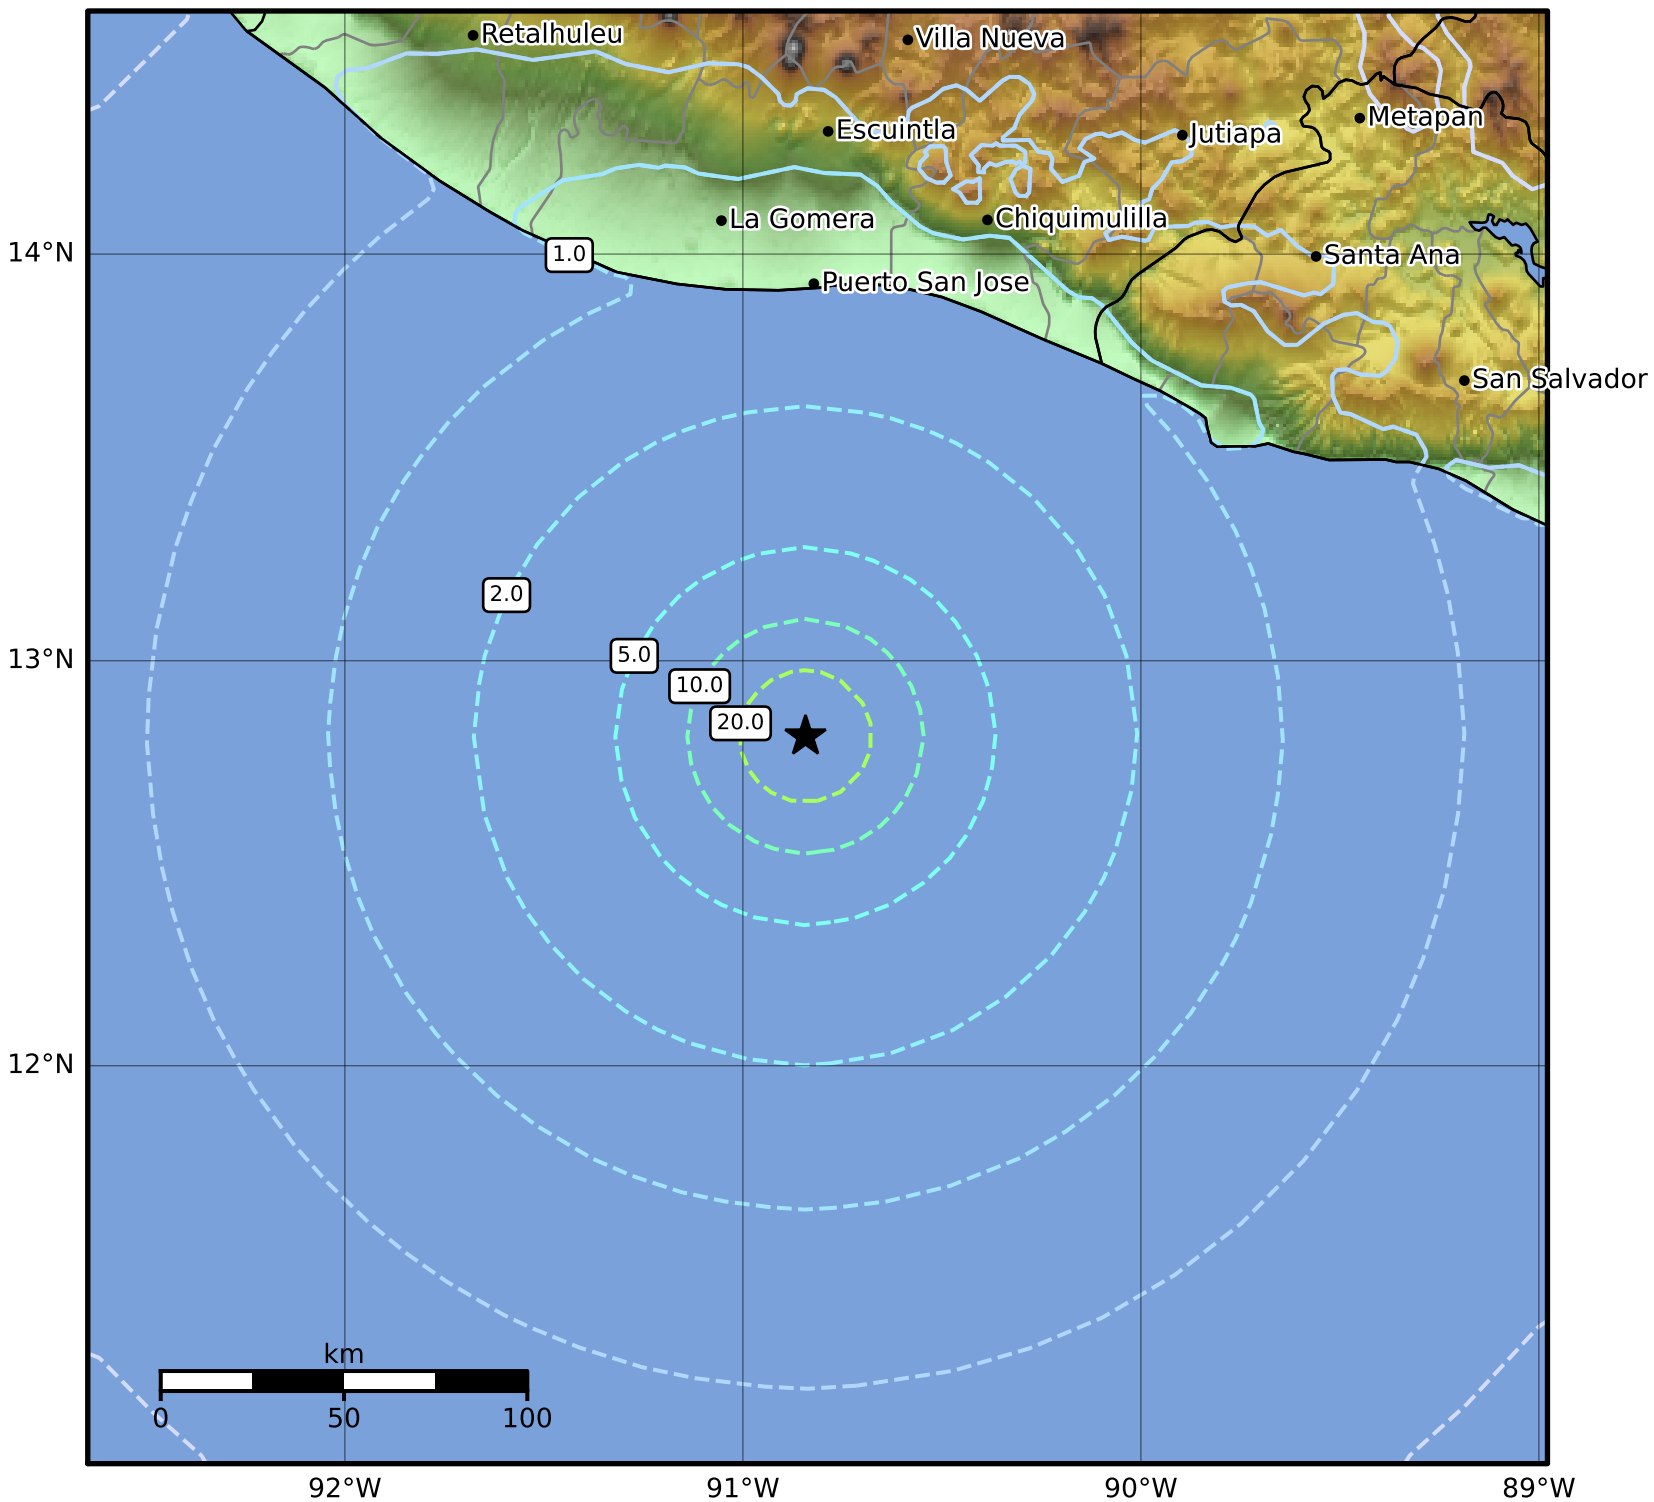 Retalhuleu
Villa Nueva
Metapan
Escuintla
Jutiapa
La Gomera
Chiquimulilla
14°N
1.0
Santa Ana
Puerto San Jose
San Salvador
2.0
13°N
5.0
10.0
20.0
12°N
km
0 50 100
92°W 91°W 90°W 89°W